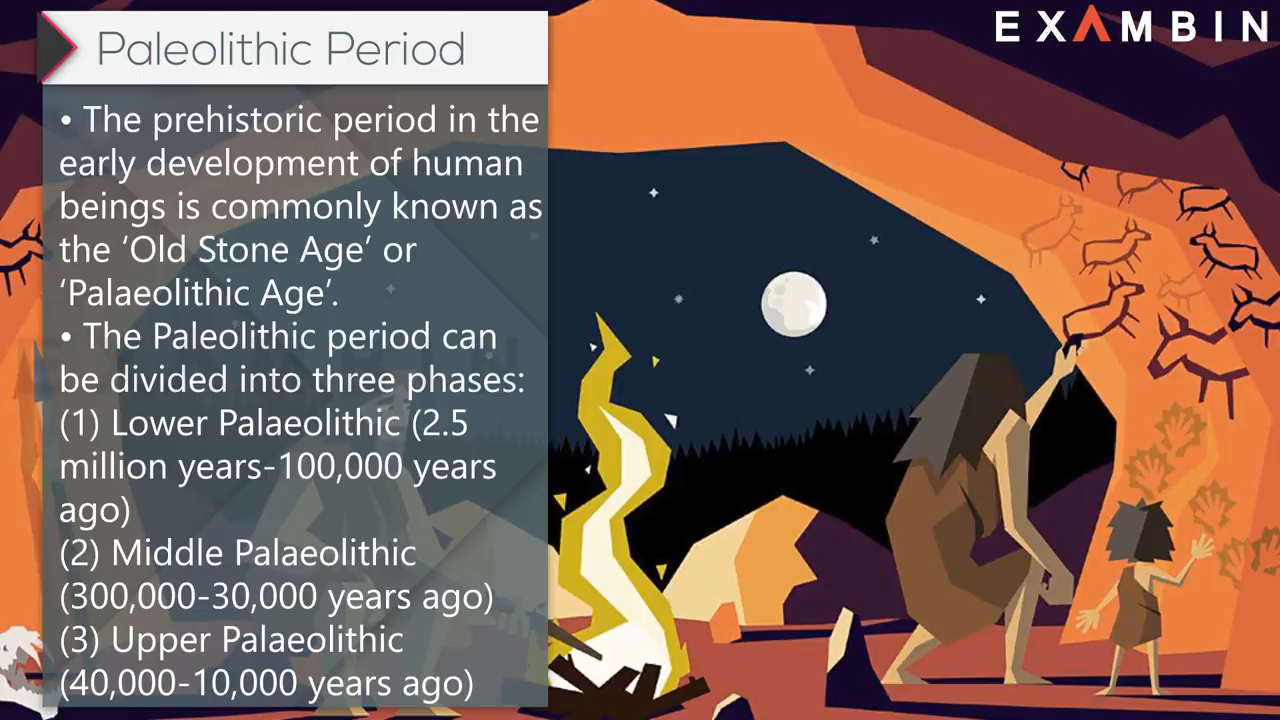 Paleolithic Period
EXAMBIN
• The prehistoric period in the
early development of human
beings is commonly known as
the ‘Old Stone Age’ or
‘Palaeolithic Age’.
• The Paleolithic period can
be divided into three phases:
(1) Lower Palaeolithic (2.5
million years-100,000 years
ago)
(2) Middle Palaeolithic
(300,000-30,000 years ago)
(3) Upper Palaeolithic
(40,000-10,000 years ago)